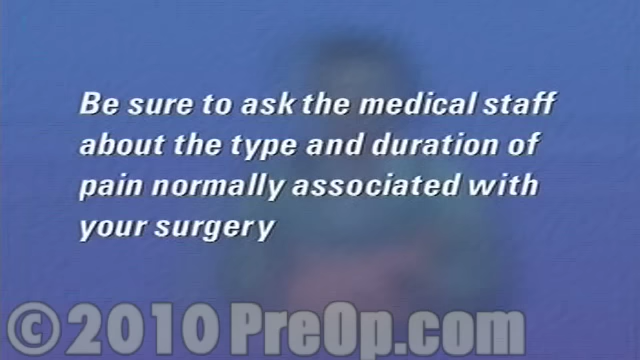 Be sure to ask the medical staff
about the type and duration of
pain normally associated with
your surgery
© 2010 PreOp.com